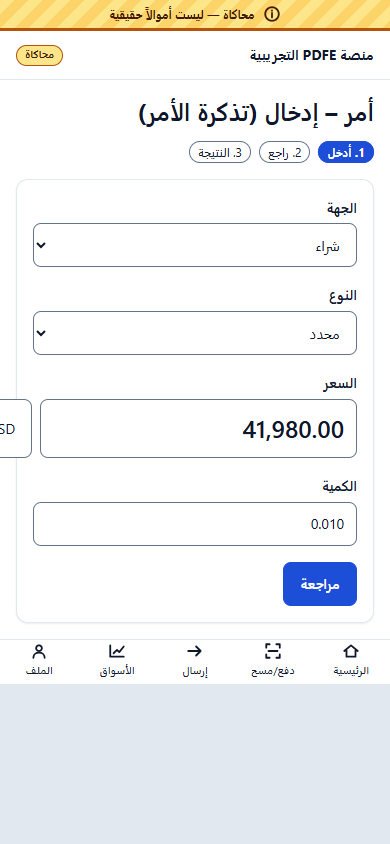 محاكاة — ليست أموالاً حقيقية
منصة PDFE التجريبية
محاكاة
أمر – إدخال (تذكرة الأمر)
1. أدخل
2. راجع
3. النتيجة
الجهة
شراء
النوع
محدد
السعر
41,980.00
SD
الكمية
0.010
مراجعة
الرئيسية
دفع/مسح
إرسال
الأسواق
الملف